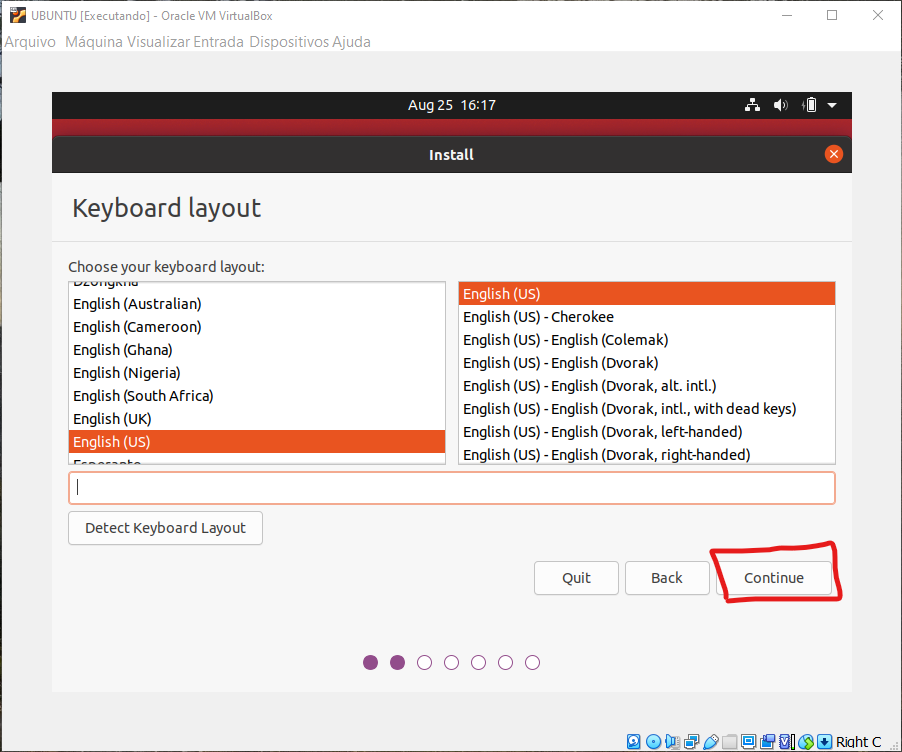 UBUNTU [Executando] - Oracle VM VirtualBox
Arquivo Máquina Visualizar Entrada Dispositivos Ajuda
Aug 25 16:17
Install
Keyboard layout
Choose your keyboard layout:
Dzongkha
English (Australian)
English (Cameroon)
English (Ghana)
English (Nigeria)
English (South Africa)
English (UK)
English (US)
Esperanto
English (US)
English (US) - Cherokee
English (US) - English (Colemak)
English (US) - English (Dvorak)
English (US) - English (Dvorak, alt. intl.)
English (US) - English (Dvorak, intl., with dead keys)
English (US) - English (Dvorak, left-handed)
English (US) - English (Dvorak, right-handed)
Detect Keyboard Layout
Quit Back Continue
Right C